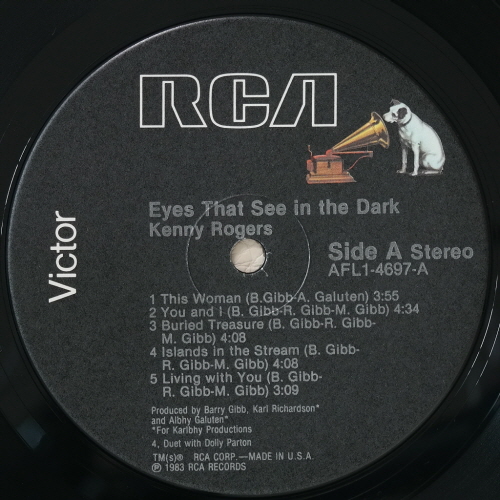 RCA
Victor
Eyes That See in the Dark
Kenny Rogers
Side A Stereo
AFL1-4697-A
1 This Woman (B.Gibb-A. Galuten) 3:55
2 You and I (B. Gibb-R. Gibb-M. Gibb) 4:34
3 Buried Treasure (B. Gibb-R. Gibb-
M. Gibb) 4:08
4 Islands in the Stream (B. Gibb-
R. Gibb-M. Gibb) 4:08
5 Living with You (B. Gibb-
R. Gibb-M. Gibb) 3:09
Produced by Barry Gibb, Karl Richardson*
and Albhy Galuten*
*For Karlbhy Productions
4, Duet with Dolly Parton
TM(s)® RCA CORP.—MADE IN U.S.A.
℗ 1983 RCA RECORDS